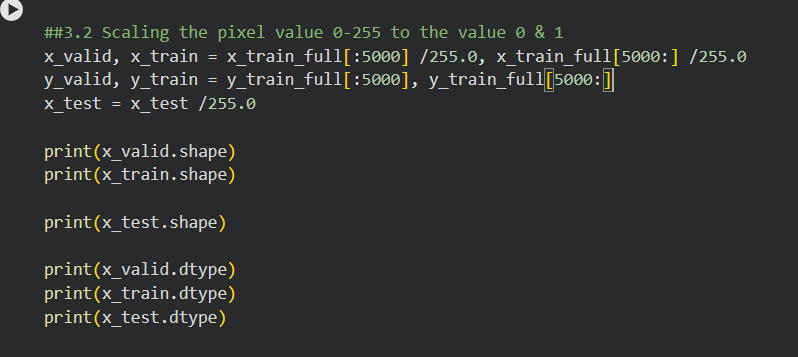 ##3.2 Scaling the pixel value 0-255 to the value 0 & 1
x_valid, x_train = x_train_full[:5000] /255.0, x_train_full[5000:] /255.0
y_valid, y_train = y_train_full[:5000], y_train_full[5000:]
x_test = x_test /255.0
print(x_valid.shape)
print(x_train.shape)
print(x_test.shape)
print(x_valid.dtype)
print(x_train.dtype)
print(x_test.dtype)